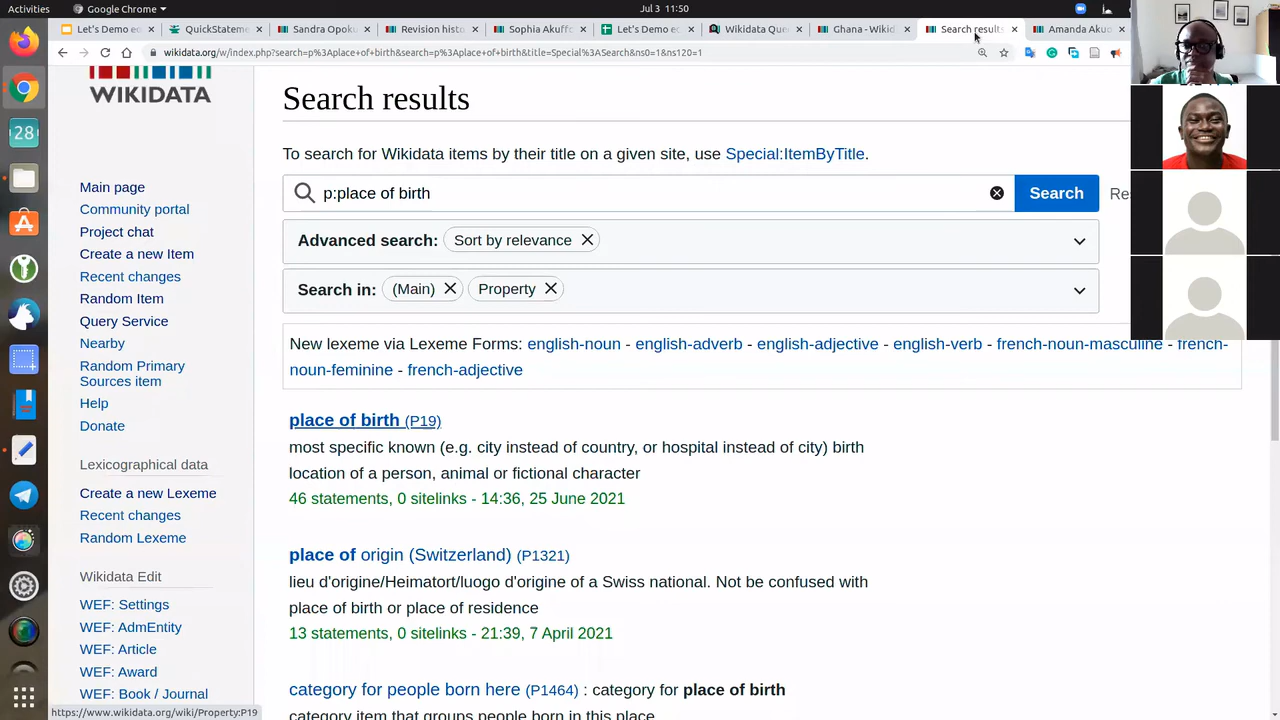 Activities
Google Chrome
Jul 3 11:50
Let's Demo ec
QuickStateme
Sandra Opoku
Revision histo
Sophia Akuff
Let's Demo ec
Wikidata Que
Ghana - Wikid
Search results
Amanda Akuo
wikidata.org/w/index.php?search=p%3Aplace+of+birth&search=p%3Aplace+of+birth&title=Special%3ASearch&ns0=1&ns120=1
28
WIKIDATA
Main page
Community portal
Project chat
Create a new Item
Recent changes
Random Item
Query Service
Nearby
Random Primary
Sources item
Help
Donate
Lexicographical data
Create a new Lexeme
Recent changes
Random Lexeme
Wikidata Edit
WEF: Settings
WEF: AdmEntity
WEF: Article
WEF: Award
WEF: Book / Journal
https://www.wikidata.org/wiki/Property:P19
Search results
To search for Wikidata items by their title on a given site, use Special:ItemByTitle.
p:place of birth
Search
Advanced search: Sort by relevance
Search in: (Main) Property
New lexeme via Lexeme Forms: english-noun - english-adverb - english-adjective - english-verb - french-noun-masculine - french-
noun-feminine - french-adjective
place of birth (P19)
most specific known (e.g. city instead of country, or hospital instead of city) birth
location of a person, animal or fictional character
46 statements, 0 sitelinks - 14:36, 25 June 2021
place of origin (Switzerland) (P1321)
lieu d'origine/Heimatort/luogo d'origine of a Swiss national. Not be confused with
place of birth or place of residence
13 statements, 0 sitelinks - 21:39, 7 April 2021
category for people born here (P1464) : category for place of birth
category item that groups people born in this place